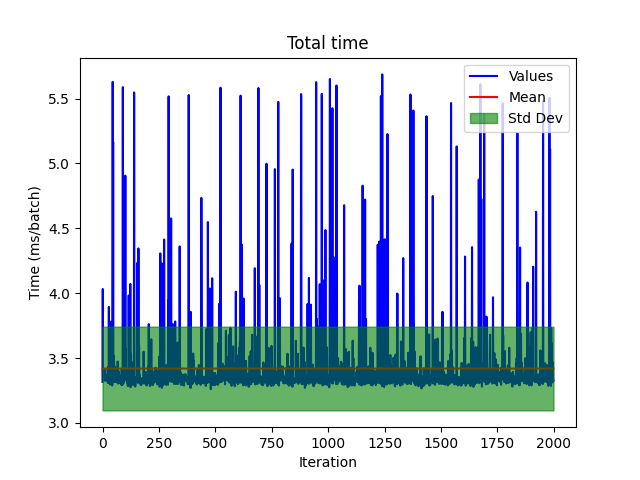 Total time
Time (ms/batch)
5.5
5.0
4.5
4.0
3.5
3.0
0 250 500 750 1000 1250 1500 1750 2000
Iteration
Values
Mean
Std Dev